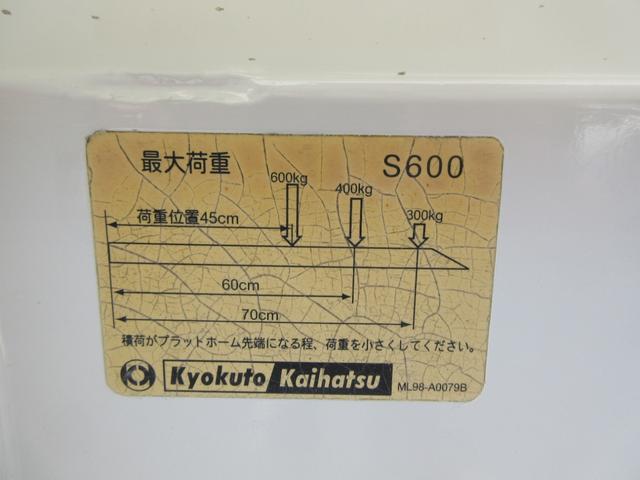 最大荷重 S600
600kg
400kg
300kg
荷重位置45cm
60cm
70cm
積荷がプラットホーム先端になる程、荷重を小さくしてください。
Kyokuto Kaihatsu
ML98-A0079B